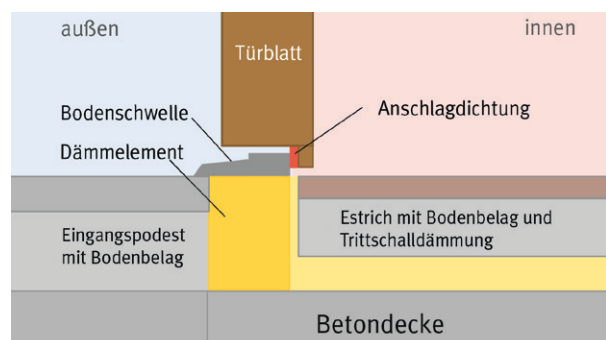 außen
innen
Türblatt
Bodenschwelle
Anschlagdichtung
Dämmelement
Eingangspodest
mit Bodenbelag
Estrich mit Bodenbelag und
Trittschalldämmung
Betondecke